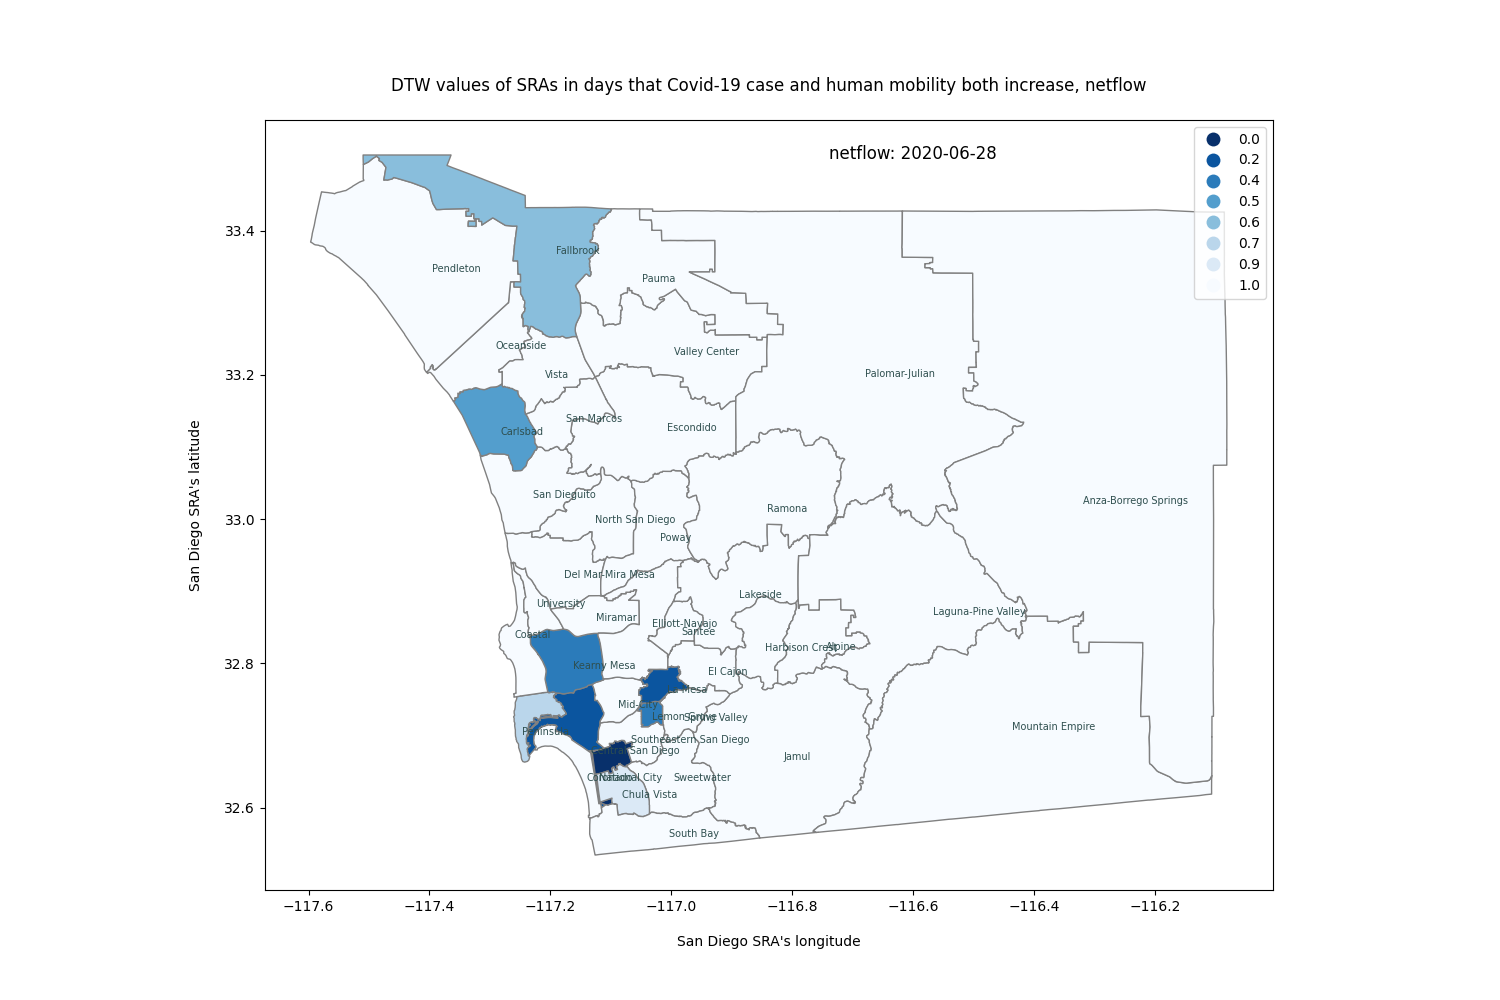 DTW values of SRAs in days that Covid-19 case and human mobility both increase, netflow
netflow: 2020-06-28
0.0
0.2
0.4
0.5
0.6
0.7
0.9
1.0
33.4
33.2
33.0
32.8
32.6
San Diego SRA's latitude
Fallbrook
Pendleton
Pauma
Oceanside
Valley Center
Vista
Palomar-Julian
San Marcos
Escondido
Carlsbad
San Dieguito
Anza-Borrego Springs
Ramona
North San Diego
Poway
Del Mar-Mira Mesa
Lakeside
University
Laguna-Pine Valley
Miramar
Elliott-Navajo
Santee
Coastal
Harbison Crest
Alpine
Kearny Mesa
El Cajon
Mesa
Mid-City
Lemon Grove
Spring Valley
Mountain Empire
Peninsula
Southeastern San Diego
San Diego
Jamul
Coronado
National City
Sweetwater
Chula Vista
South Bay
−117.6
−117.4
−117.2
−117.0
−116.8
−116.6
−116.4
−116.2
San Diego SRA's longitude